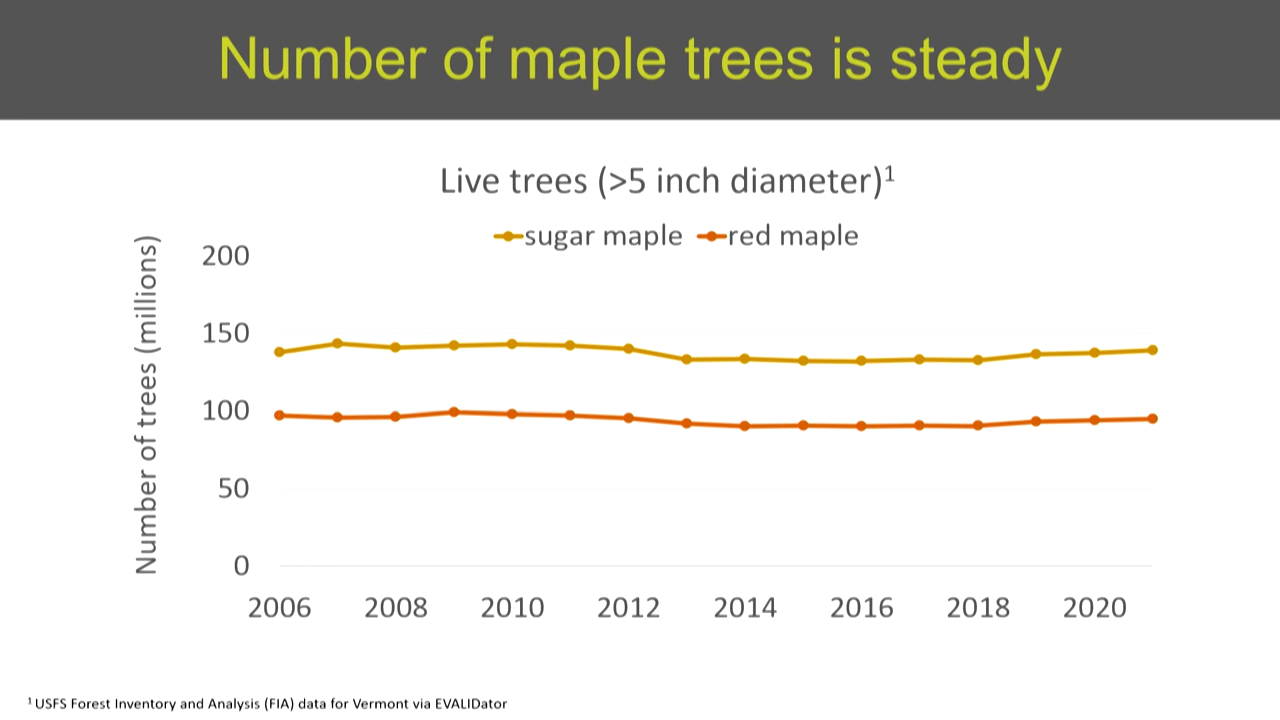 Number of maple trees is steady
Live trees (>5 inch diameter)¹
sugar maple red maple
Number of trees (millions)
200
150
100
50
0
2006 2008 2010 2012 2014 2016 2018 2020
¹ USFS Forest Inventory and Analysis (FIA) data for Vermont via EVALIDator